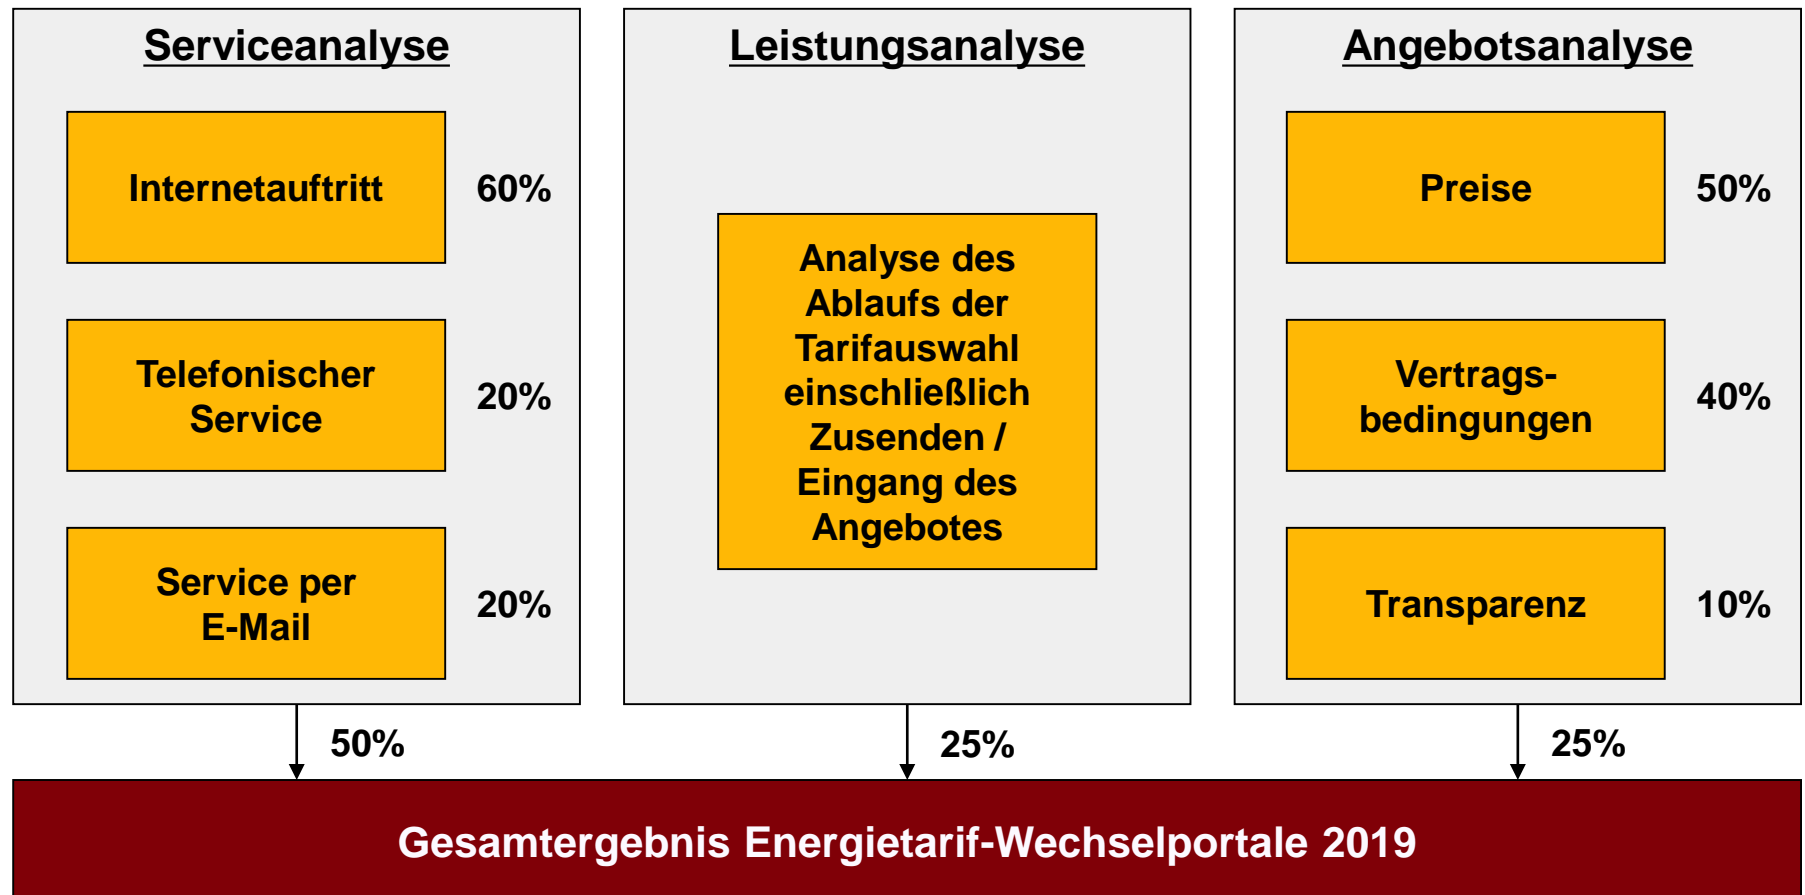 Serviceanalyse
Internetauftritt
60%
Telefonischer
Service
20%
Service per
E-Mail
20%
50%
Leistungsanalyse
Analyse des
Ablaufs der
Tarifauswahl
einschließlich
Zusenden /
Eingang des
Angebotes
25%
Angebotsanalyse
Preise
50%
Vertrags-
bedingungen
40%
Transparenz
10%
25%
Gesamtergebnis Energietarif-Wechselportale 2019